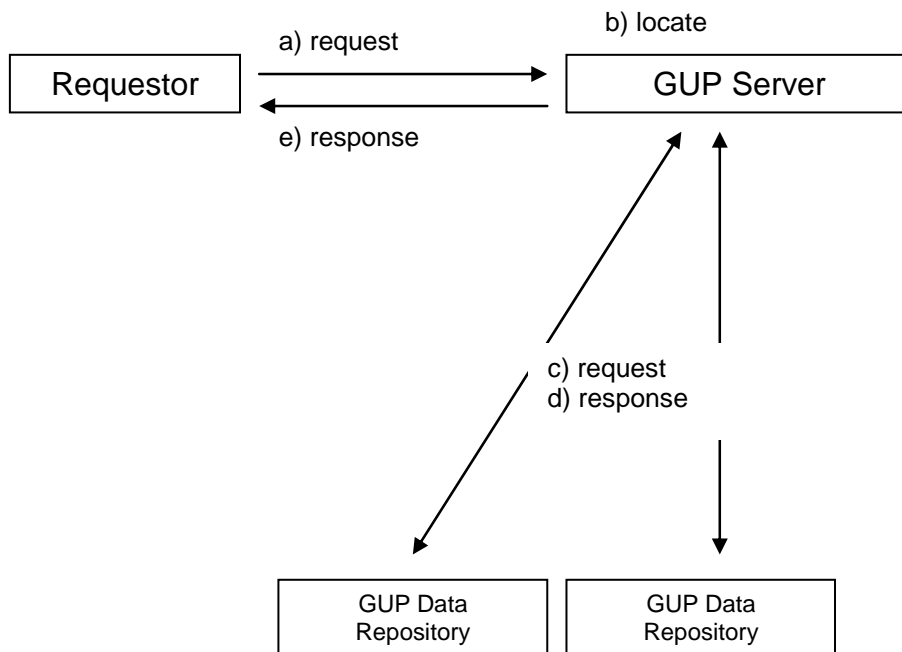 b) locate
a) request
Requestor
GUP Server
e) response
c) request
d) response
GUP Data
Repository
GUP Data
Repository